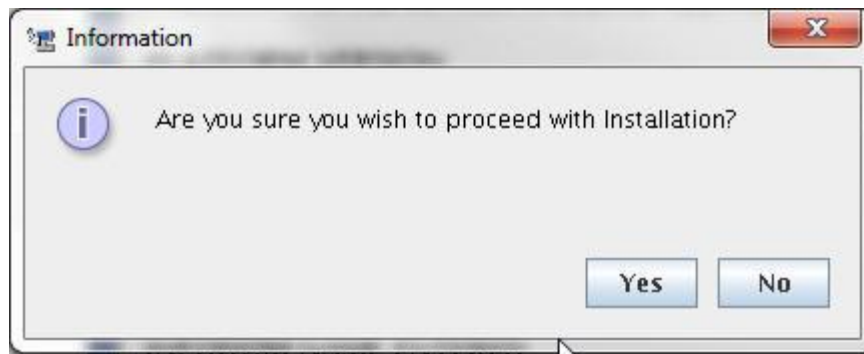 Information
Are you sure you wish to proceed with Installation?
Yes No